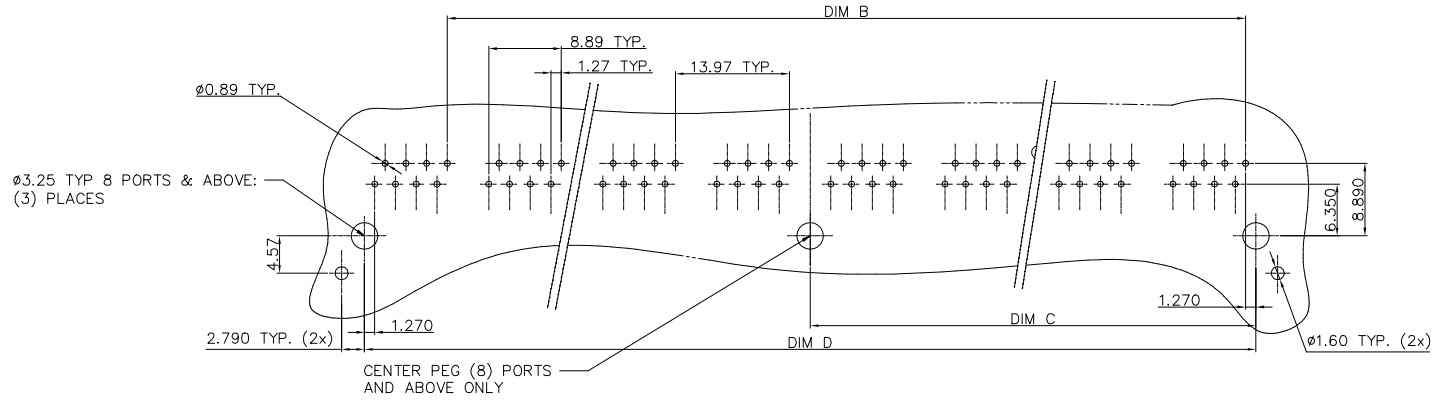 DIM B
8.89 TYP.
1.27 TYP.
13.97 TYP.
ø0.89 TYP.
ø3.25 TYP 8 PORTS & ABOVE:
(3) PLACES
6.350
8.890
4.57
1.270
1.270
DIM C
2.790 TYP. (2x)
DIM D
ø1.60 TYP. (2x)
CENTER PEG (8) PORTS
AND ABOVE ONLY